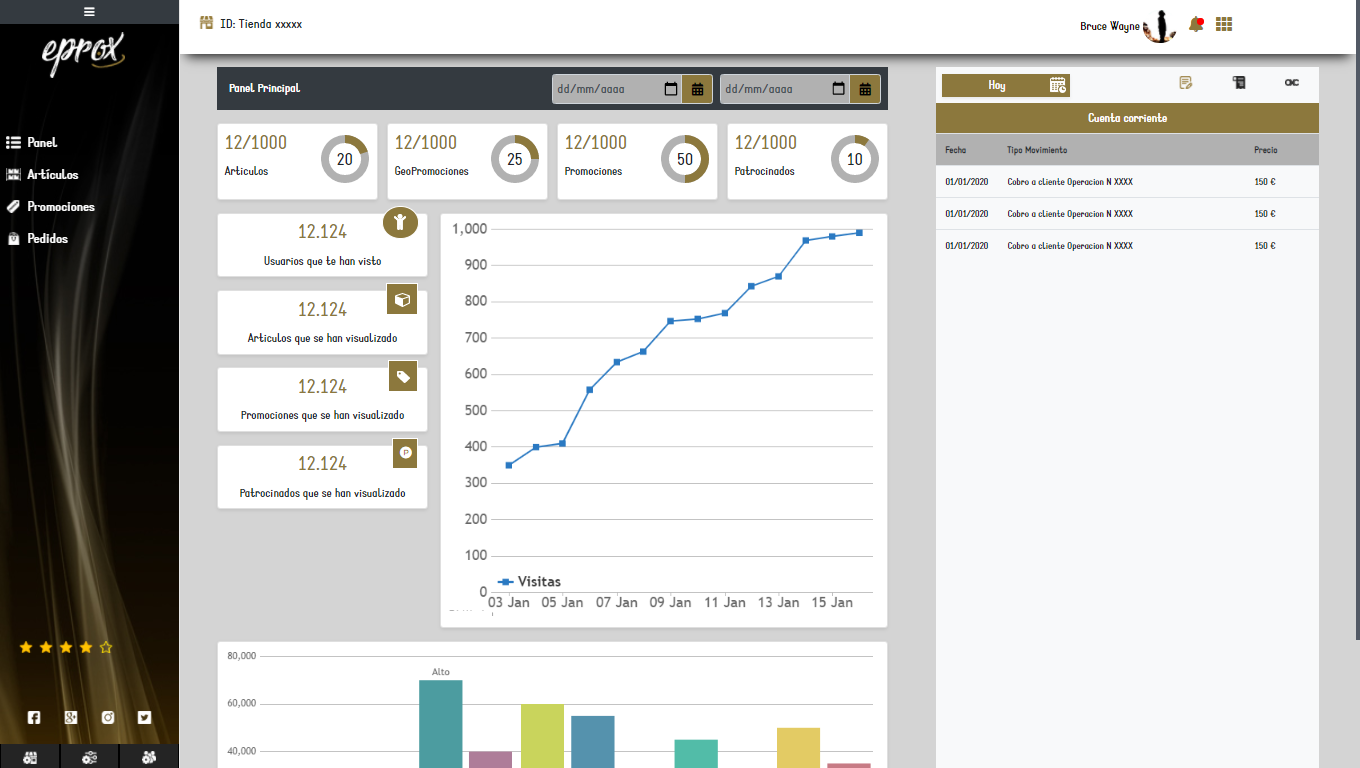 ID: Tienda xxxxx
Bruce Wayne
eprox
Panel
Artículos
Promociones
Pedidos
Panel Principal
dd/mm/aaaa
dd/mm/aaaa
12/1000
Articulos
20
12/1000
GeoPromociones
25
12/1000
Promociones
50
12/1000
Patrocinados
10
12.124
Usuarios que te han visto
12.124
Articulos que se han visualizado
12.124
Promociones que se han visualizado
P
12.124
Patrocinados que se han visualizado
1,000
900
800
700
600
500
400
300
200
100
0
Visitas
03 Jan 05 Jan 07 Jan 09 Jan 11 Jan 13 Jan 15 Jan
80,000
60,000
40,000
Alto
Hoy
Cuenta corriente
Fecha Tipo Movimiento Precio
01/01/2020 Cobro a cliente Operacion N XXXX 150 €
01/01/2020 Cobro a cliente Operacion N XXXX 150 €
01/01/2020 Cobro a cliente Operacion N XXXX 150 €